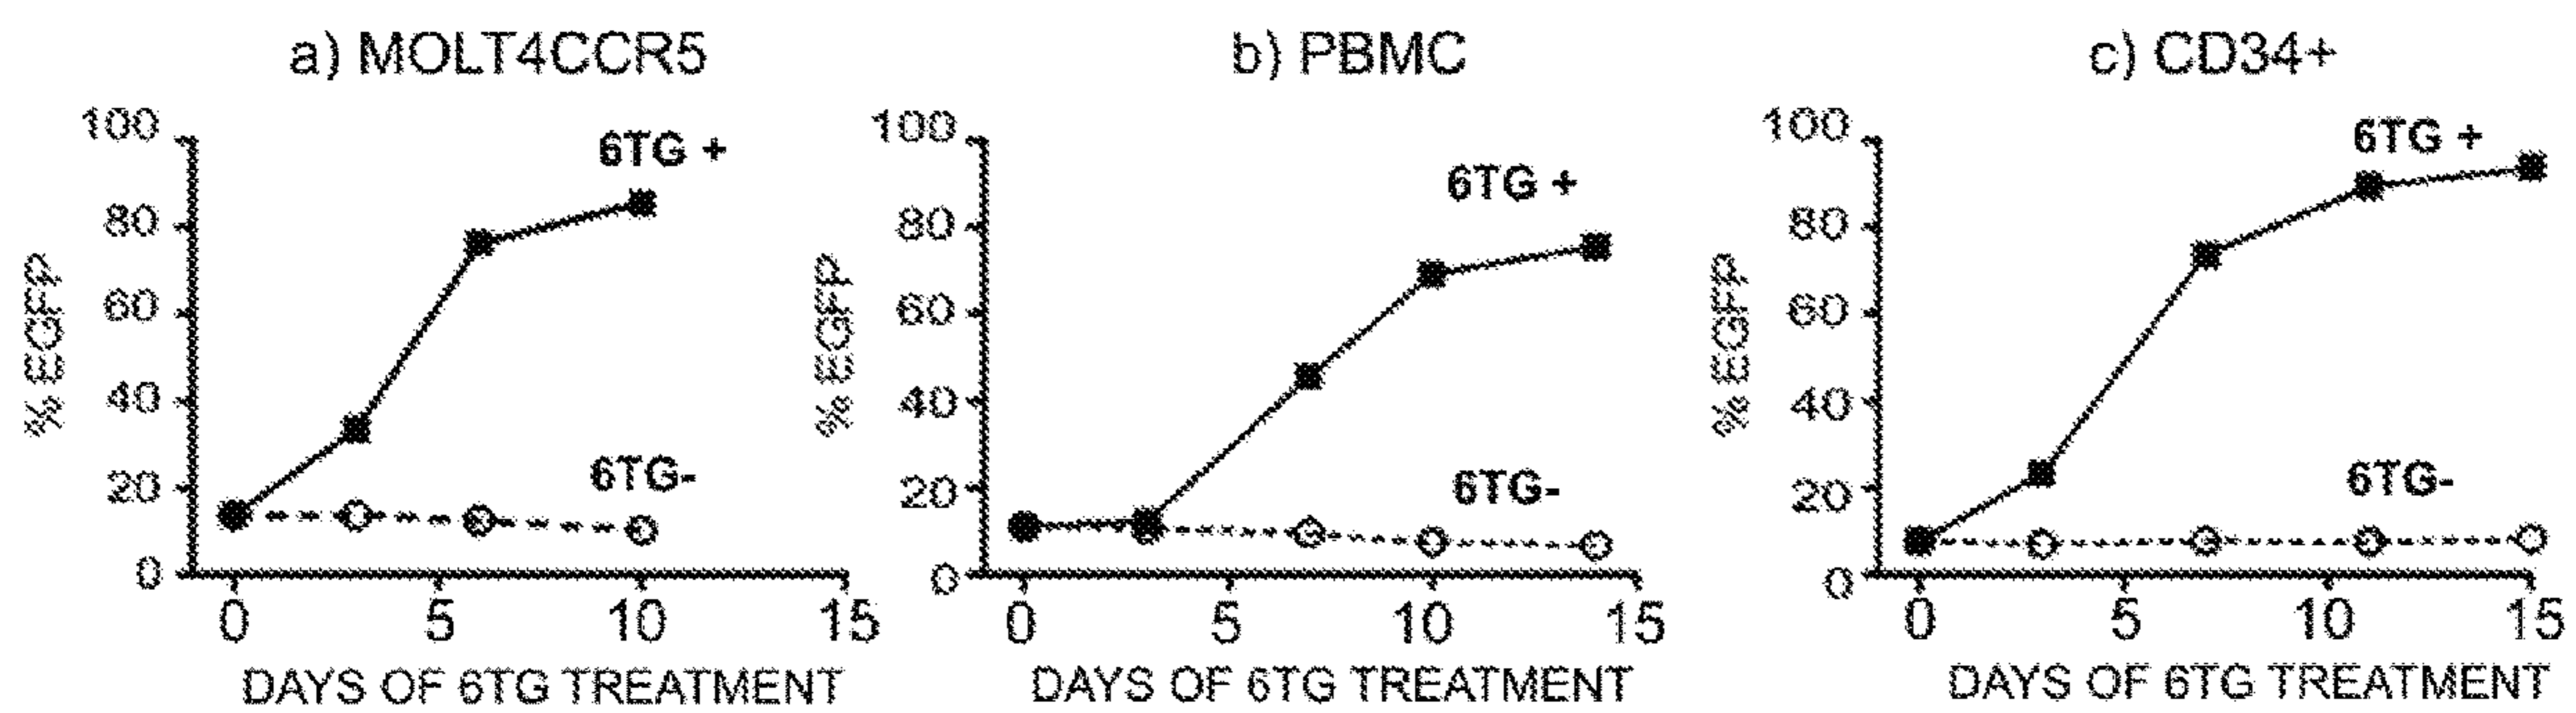 a) MOLT4CCR5
100
80
60
40
20
0
% EGFP
6TG +
6TG-
0 5 10 15
DAYS OF 6TG TREATMENT
b) PBMC
100
80
60
40
20
0
% EGFP
6TG +
6TG-
0 5 10 15
DAYS OF 6TG TREATMENT
c) CD34+
100
80
60
40
20
0
% EGFP
6TG +
6TG-
0 5 10 15
DAYS OF 6TG TREATMENT